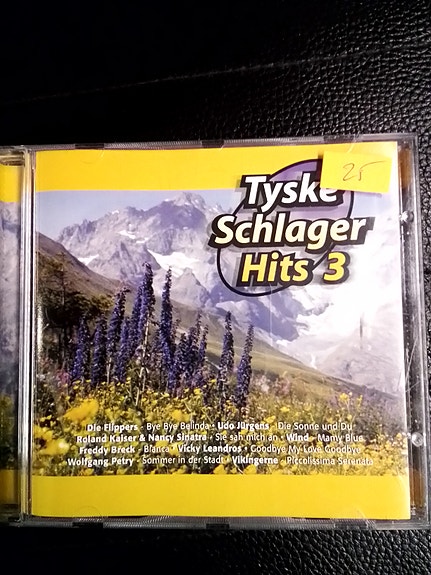 25
Tyske
Schlager
Hits 3
Die Flippers - Bye Bye Belinda • Udo Jürgens - Die Sonne und Du
Roland Kaiser & Nancy Sinatra - Sie sah mich an • Wind - Mamy Blue
Freddy Breck - Bianca • Vicky Leandros - Goodbye My Love Goodbye
Wolfgang Petry - Sommer in der Stadt • Vikingerne - Piccolissima Serenata